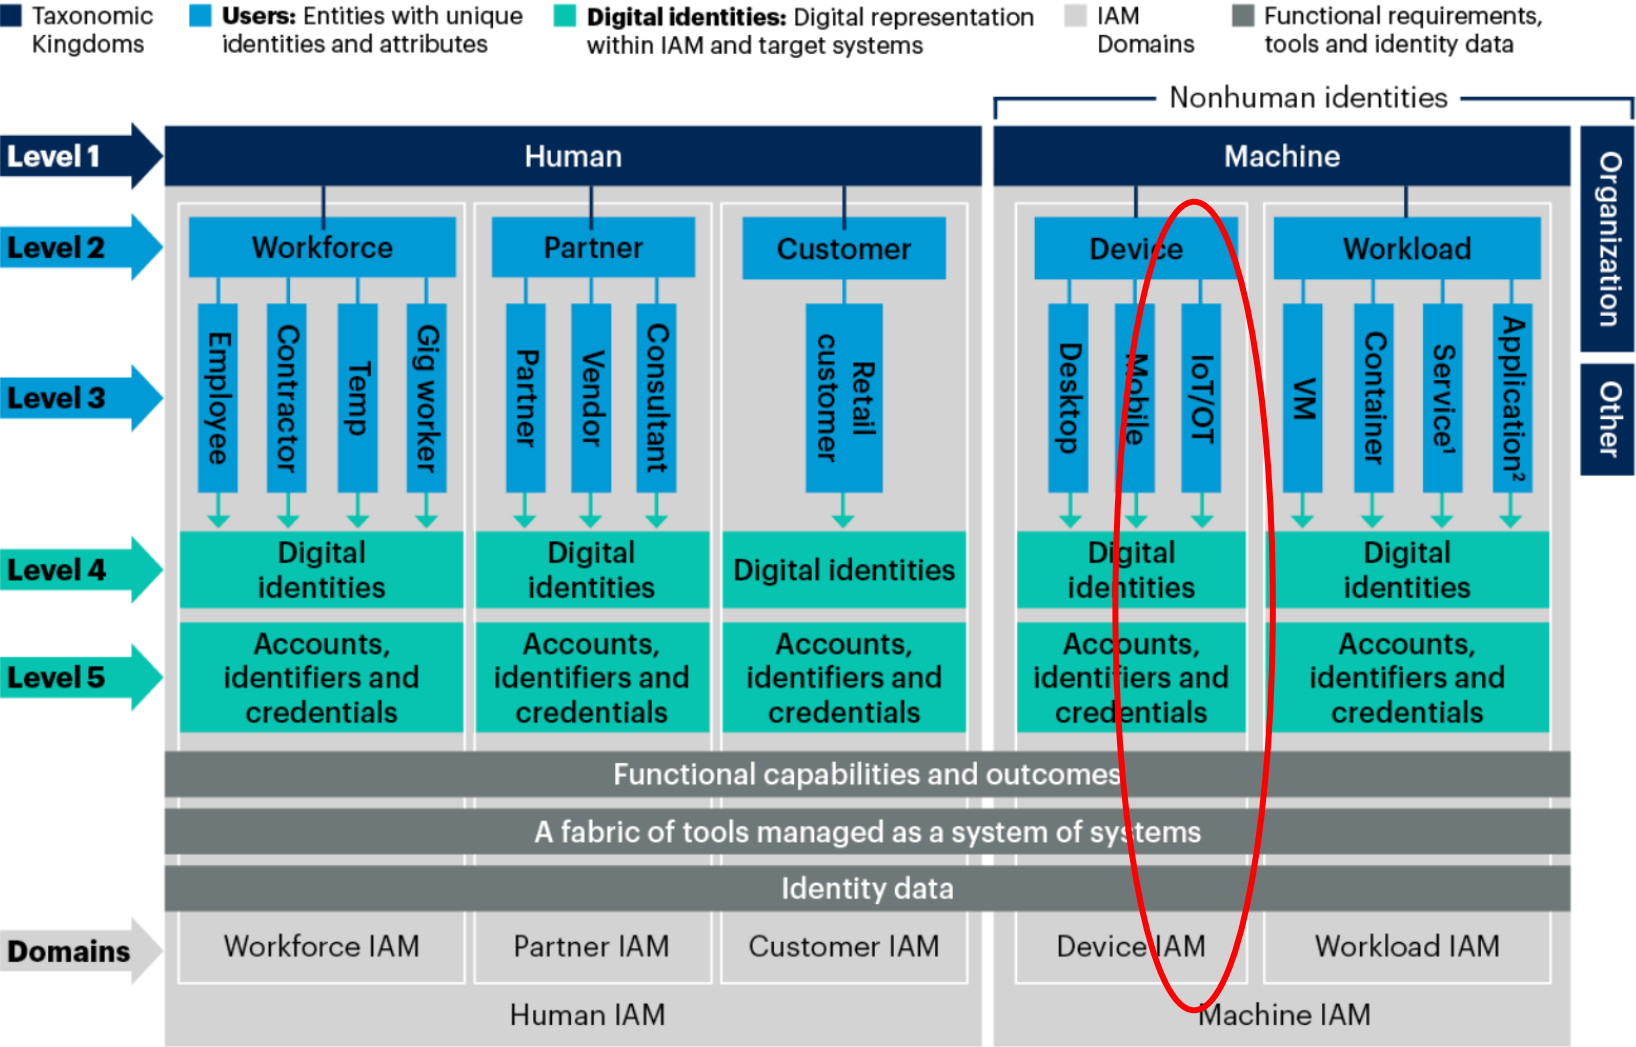 Taxonomic
Kingdoms
Users: Entities with unique
identities and attributes
Digital identities: Digital representation
within IAM and target systems
IAM
Domains
Functional requirements,
tools and identity data
Nonhuman identities
Level 1
Human
Machine
Organization
Level 2
Workforce
Partner
Customer
Device
Workload
Level 3
Employee
Contractor
Temp
Gig worker
Partner
Vendor
Consultant
Retail
customer
Desktop
Mobile
IoT/OT
VM
Container
Service¹
Application²
Other
Level 4
Digital
identities
Digital
identities
Digital identities
Digital
identities
Digital
identities
Level 5
Accounts,
identifiers and
credentials
Accounts,
identifiers and
credentials
Accounts,
identifiers and
credentials
Accounts,
identifiers and
credentials
Accounts,
identifiers and
credentials
Functional capabilities and outcomes
A fabric of tools managed as a system of systems
Identity data
Domains
Workforce IAM
Partner IAM
Customer IAM
Device IAM
Workload IAM
Human IAM
Machine IAM